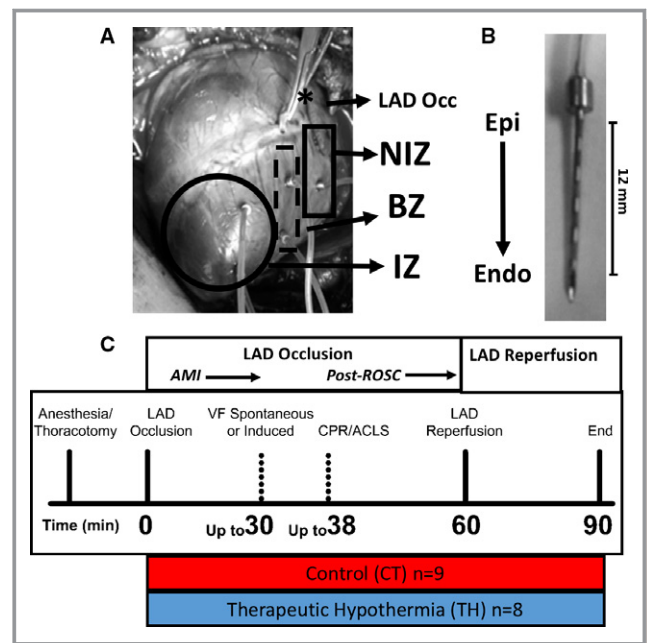 A
*
LAD Occ
NIZ
BZ
IZ
B
Epi
Endo
12 mm
C
LAD Occlusion
AMI
Post-ROSC
LAD Reperfusion
Anesthesia/
Thoracotomy
LAD
Occlusion
VF Spontaneous
or Induced
CPR/ACLS
LAD
Reperfusion
End
Time (min) 0 Up to30 Up to38 60 90
Control (CT) n=9
Therapeutic Hypothermia (TH) n=8